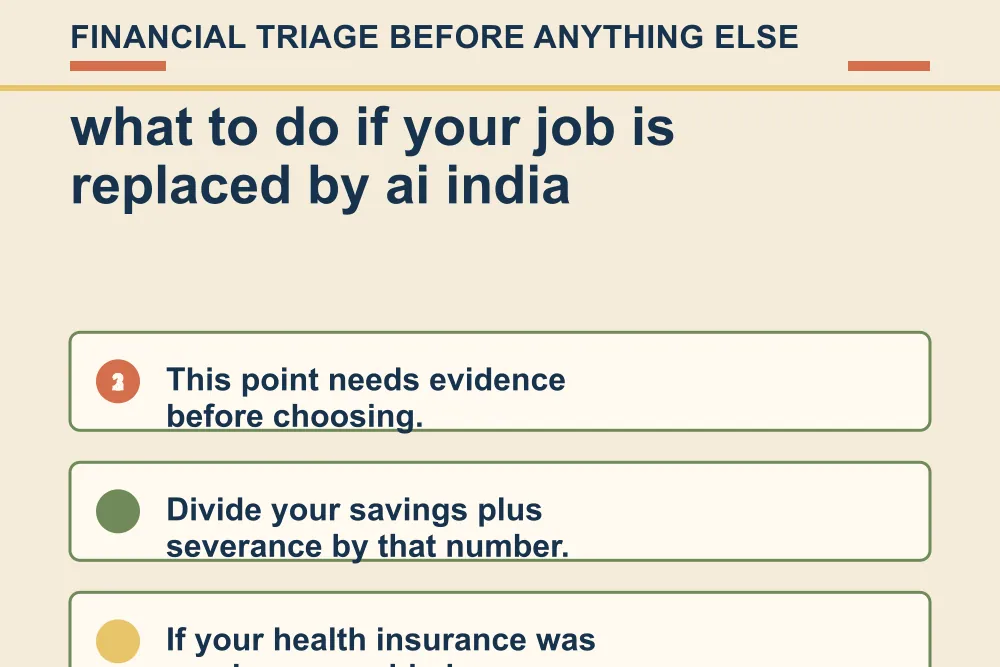 FINANCIAL TRIAGE BEFORE ANYTHING ELSE
what to do if your job is
replaced by ai india
This point needs evidence
before choosing.
Divide your savings plus
severance by that number.
If your health insurance was